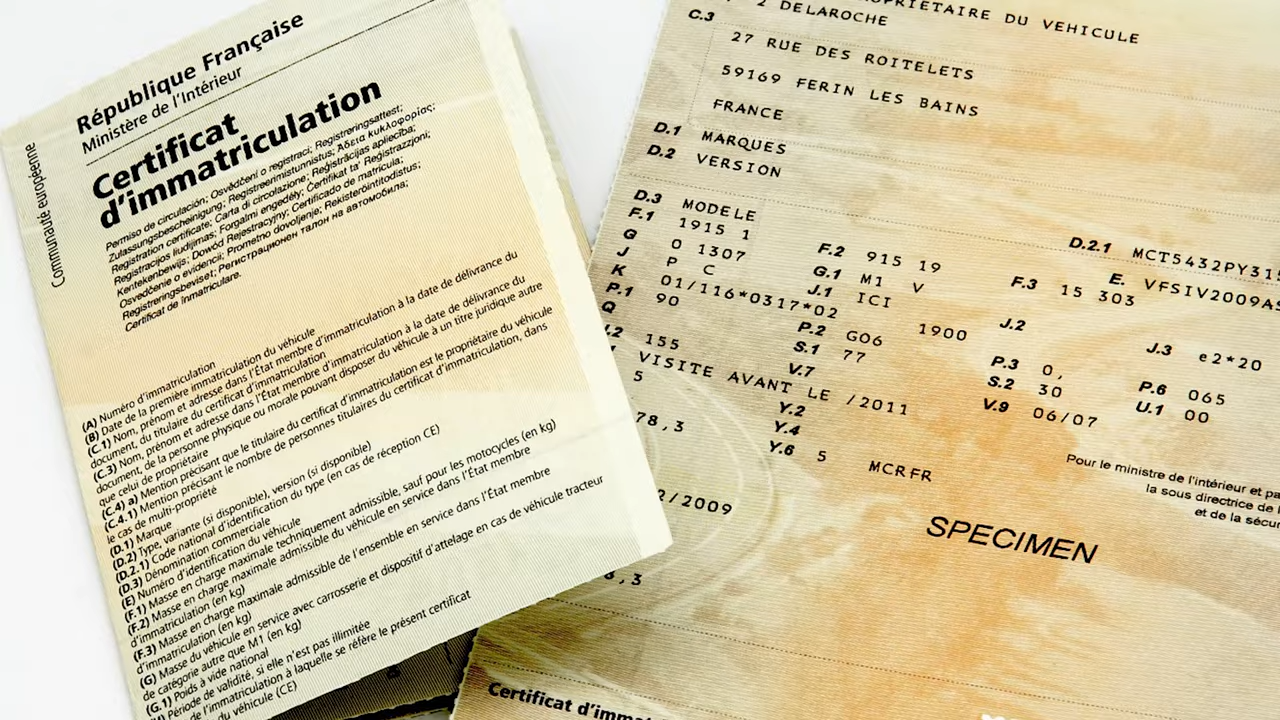 Communauté européenne
République Française
Ministère de l'Intérieur
Certificat
d'immatriculation
Permiso de circulación; Osvědčení o registraci; Registreringsattest;
Zulassungsbescheinigung; Registreerimistunnistus; Άδεια κυκλοφορίας;
Registration certificate; Carta di circolazione; Reģistrācijas apliecība;
Registracijos liudijimas; Forgalmi engedély; Ċertifikat ta' Reġistrazzjoni;
Kentekenbewijs; Dowód Rejestracyjny; Certificado de matrícula;
Osvedčenie o evidencii; Prometno dovoljenje; Rekisteröintitodistus;
Registreringsbeviset; Регистрационен талон на автомобила;
Certificat de înmatriculare.
(A) Numéro d'immatriculation
(B) Date de la première immatriculation du véhicule
(C.1) Nom, prénom et adresse dans l'État membre d'immatriculation à la date de délivrance du
document, du titulaire du certificat d'immatriculation
(C.3) Nom, prénom et adresse dans l'État membre d'immatriculation à la date de délivrance du
document, de la personne physique ou morale pouvant disposer du véhicule à un titre juridique autre
que celui de propriétaire
(C.4) a) Mention précisant que le titulaire du certificat d'immatriculation est le propriétaire du véhicule
(C.4.1) Mention précisant le nombre de personnes titulaires du certificat d'immatriculation, dans
le cas de multi-propriété
(D.1) Marque
(D.2) Type, variante (si disponible), version (si disponible)
(D.2.1) Code national d'identification du type (en cas de réception CE)
(D.3) Dénomination commerciale
(E) Numéro d'identification du véhicule
(F.1) Masse en charge maximale techniquement admissible, sauf pour les motocycles (en kg)
(F.2) Masse en charge maximale admissible du véhicule en service dans l'État membre
d'immatriculation (en kg)
(F.3) Masse en charge maximale admissible de l'ensemble en service dans l'État membre
d'immatriculation (en kg)
(G) Masse du véhicule en service avec carrosserie et dispositif d'attelage en cas de véhicule tracteur
de catégorie autre que M1 (en kg)
(G.1) Poids à vide national
Période de validité, si elle n'est pas illimitée
de l'immatriculation à laquelle se réfère le présent certificat
du véhicule (CE)
PROPRIETAIRE DU VEHICULE
2 DELAROCHE
C.3
27 RUE DES ROITELETS
59169 FERIN LES BAINS
FRANCE
D.1 MARQUES
D.2 VERSION
D.2.1 MCT5432PY315
D.3 MODELE
E. VFSIV2009AS
F.1 1915 1 F.2 915 19 F.3 15 303
G 0 1307 G.1 M1 V
J P C J.1 ICI J.2 J.3 e2*20
K 01/116*0317*02
P.1 90 P.2 GO6 1900 P.3 0, P.6 065
Q S.1 77 S.2 30 U.1 00
.2 155 V.7 V.9 06/07
VISITE AVANT LE /2011
5 Y.2
78,3 Y.4
Y.6 5 MCRFR
2/2009
6,3
Pour le ministre de l'intérieur et pa
la sous directrice de l
et de la sécu
SPECIMEN
Certificat d'immat